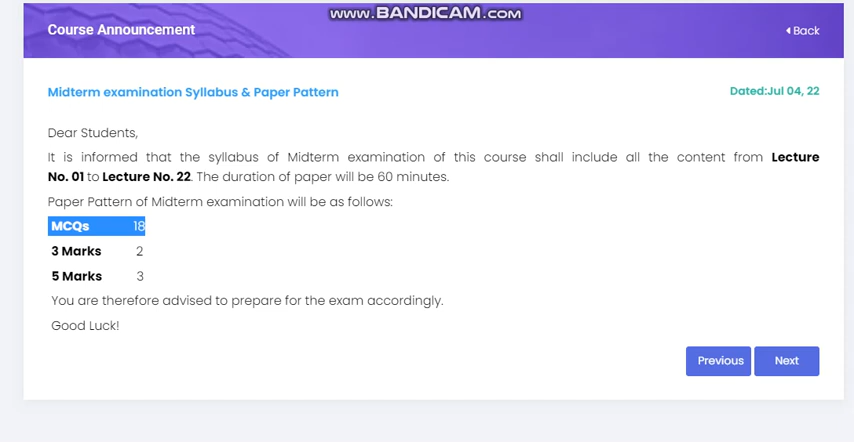 www.BANDICAM.com
Course Announcement
Back
Midterm examination Syllabus & Paper Pattern
Dated:Jul 04, 22
Dear Students,
It is informed that the syllabus of Midterm examination of this course shall include all the content from Lecture
No. 01 to Lecture No. 22. The duration of paper will be 60 minutes.
Paper Pattern of Midterm examination will be as follows:
MCQs 18
3 Marks 2
5 Marks 3
You are therefore advised to prepare for the exam accordingly.
Good Luck!
Previous Next